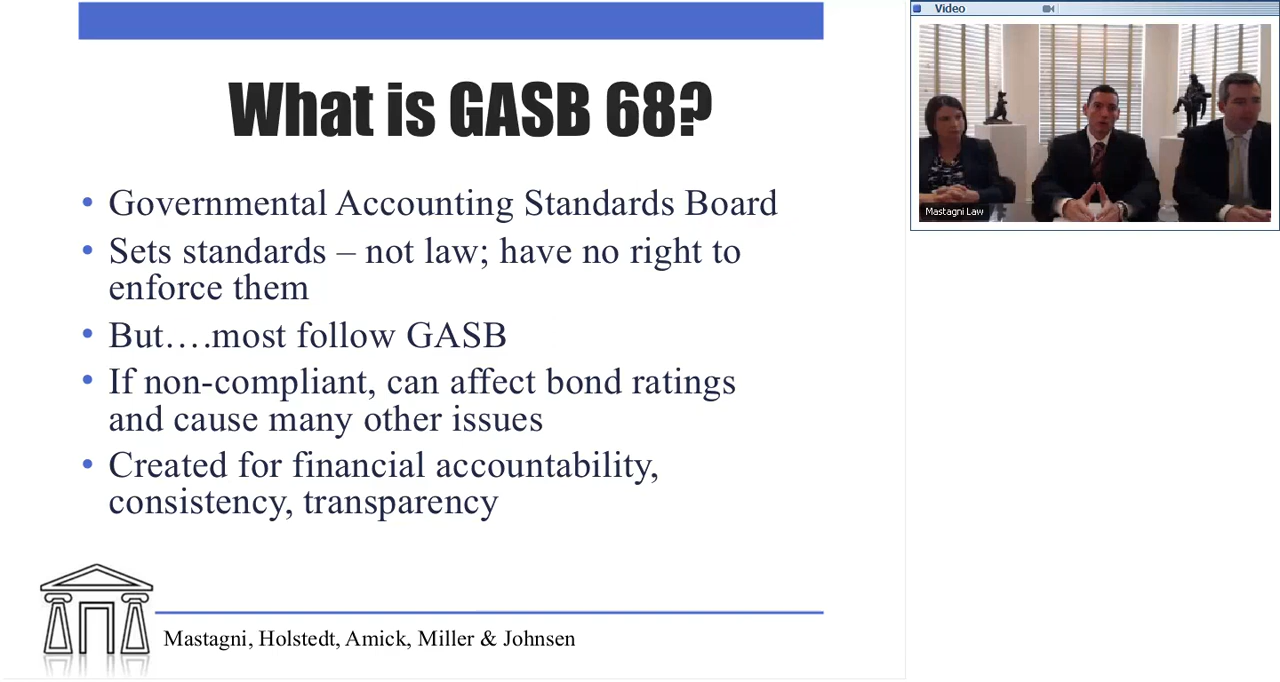 What is GASB 68?
• Governmental Accounting Standards Board
• Sets standards – not law; have no right to
enforce them
• But….most follow GASB
• If non-compliant, can affect bond ratings
and cause many other issues
• Created for financial accountability,
consistency, transparency
Mastagni, Holstedt, Amick, Miller & Johnsen
Video
Mastagni Law